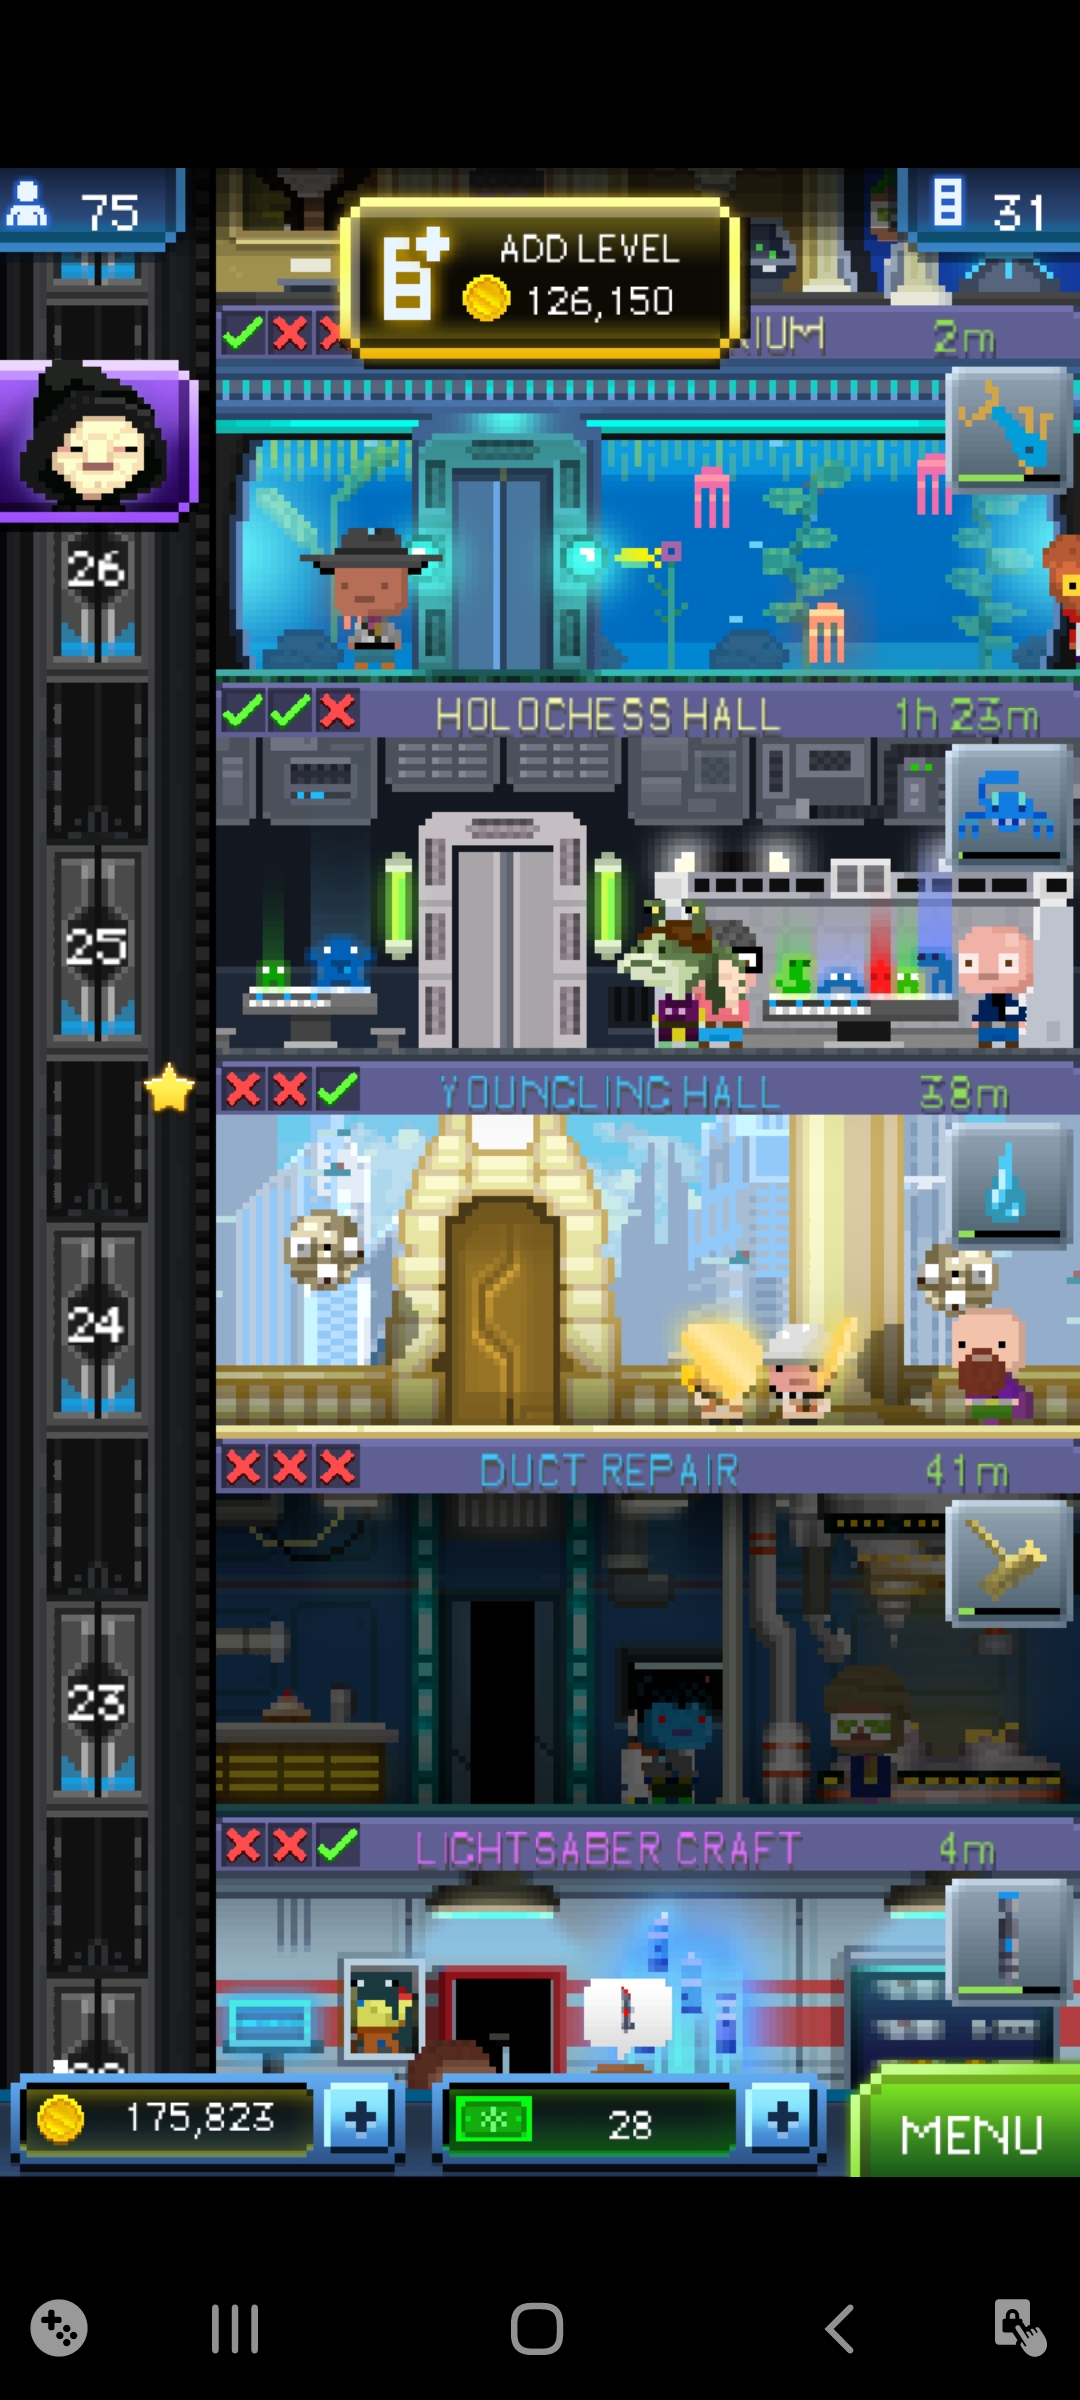 75
ADD LEVEL
126,150
31
2m
26
HOLOCHESS HALL
1h 23m
25
YOUNGLING HALL
38m
24
DUCT REPAIR
41m
23
LIGHTSABER CRAFT
4m
175,823
28
MENU